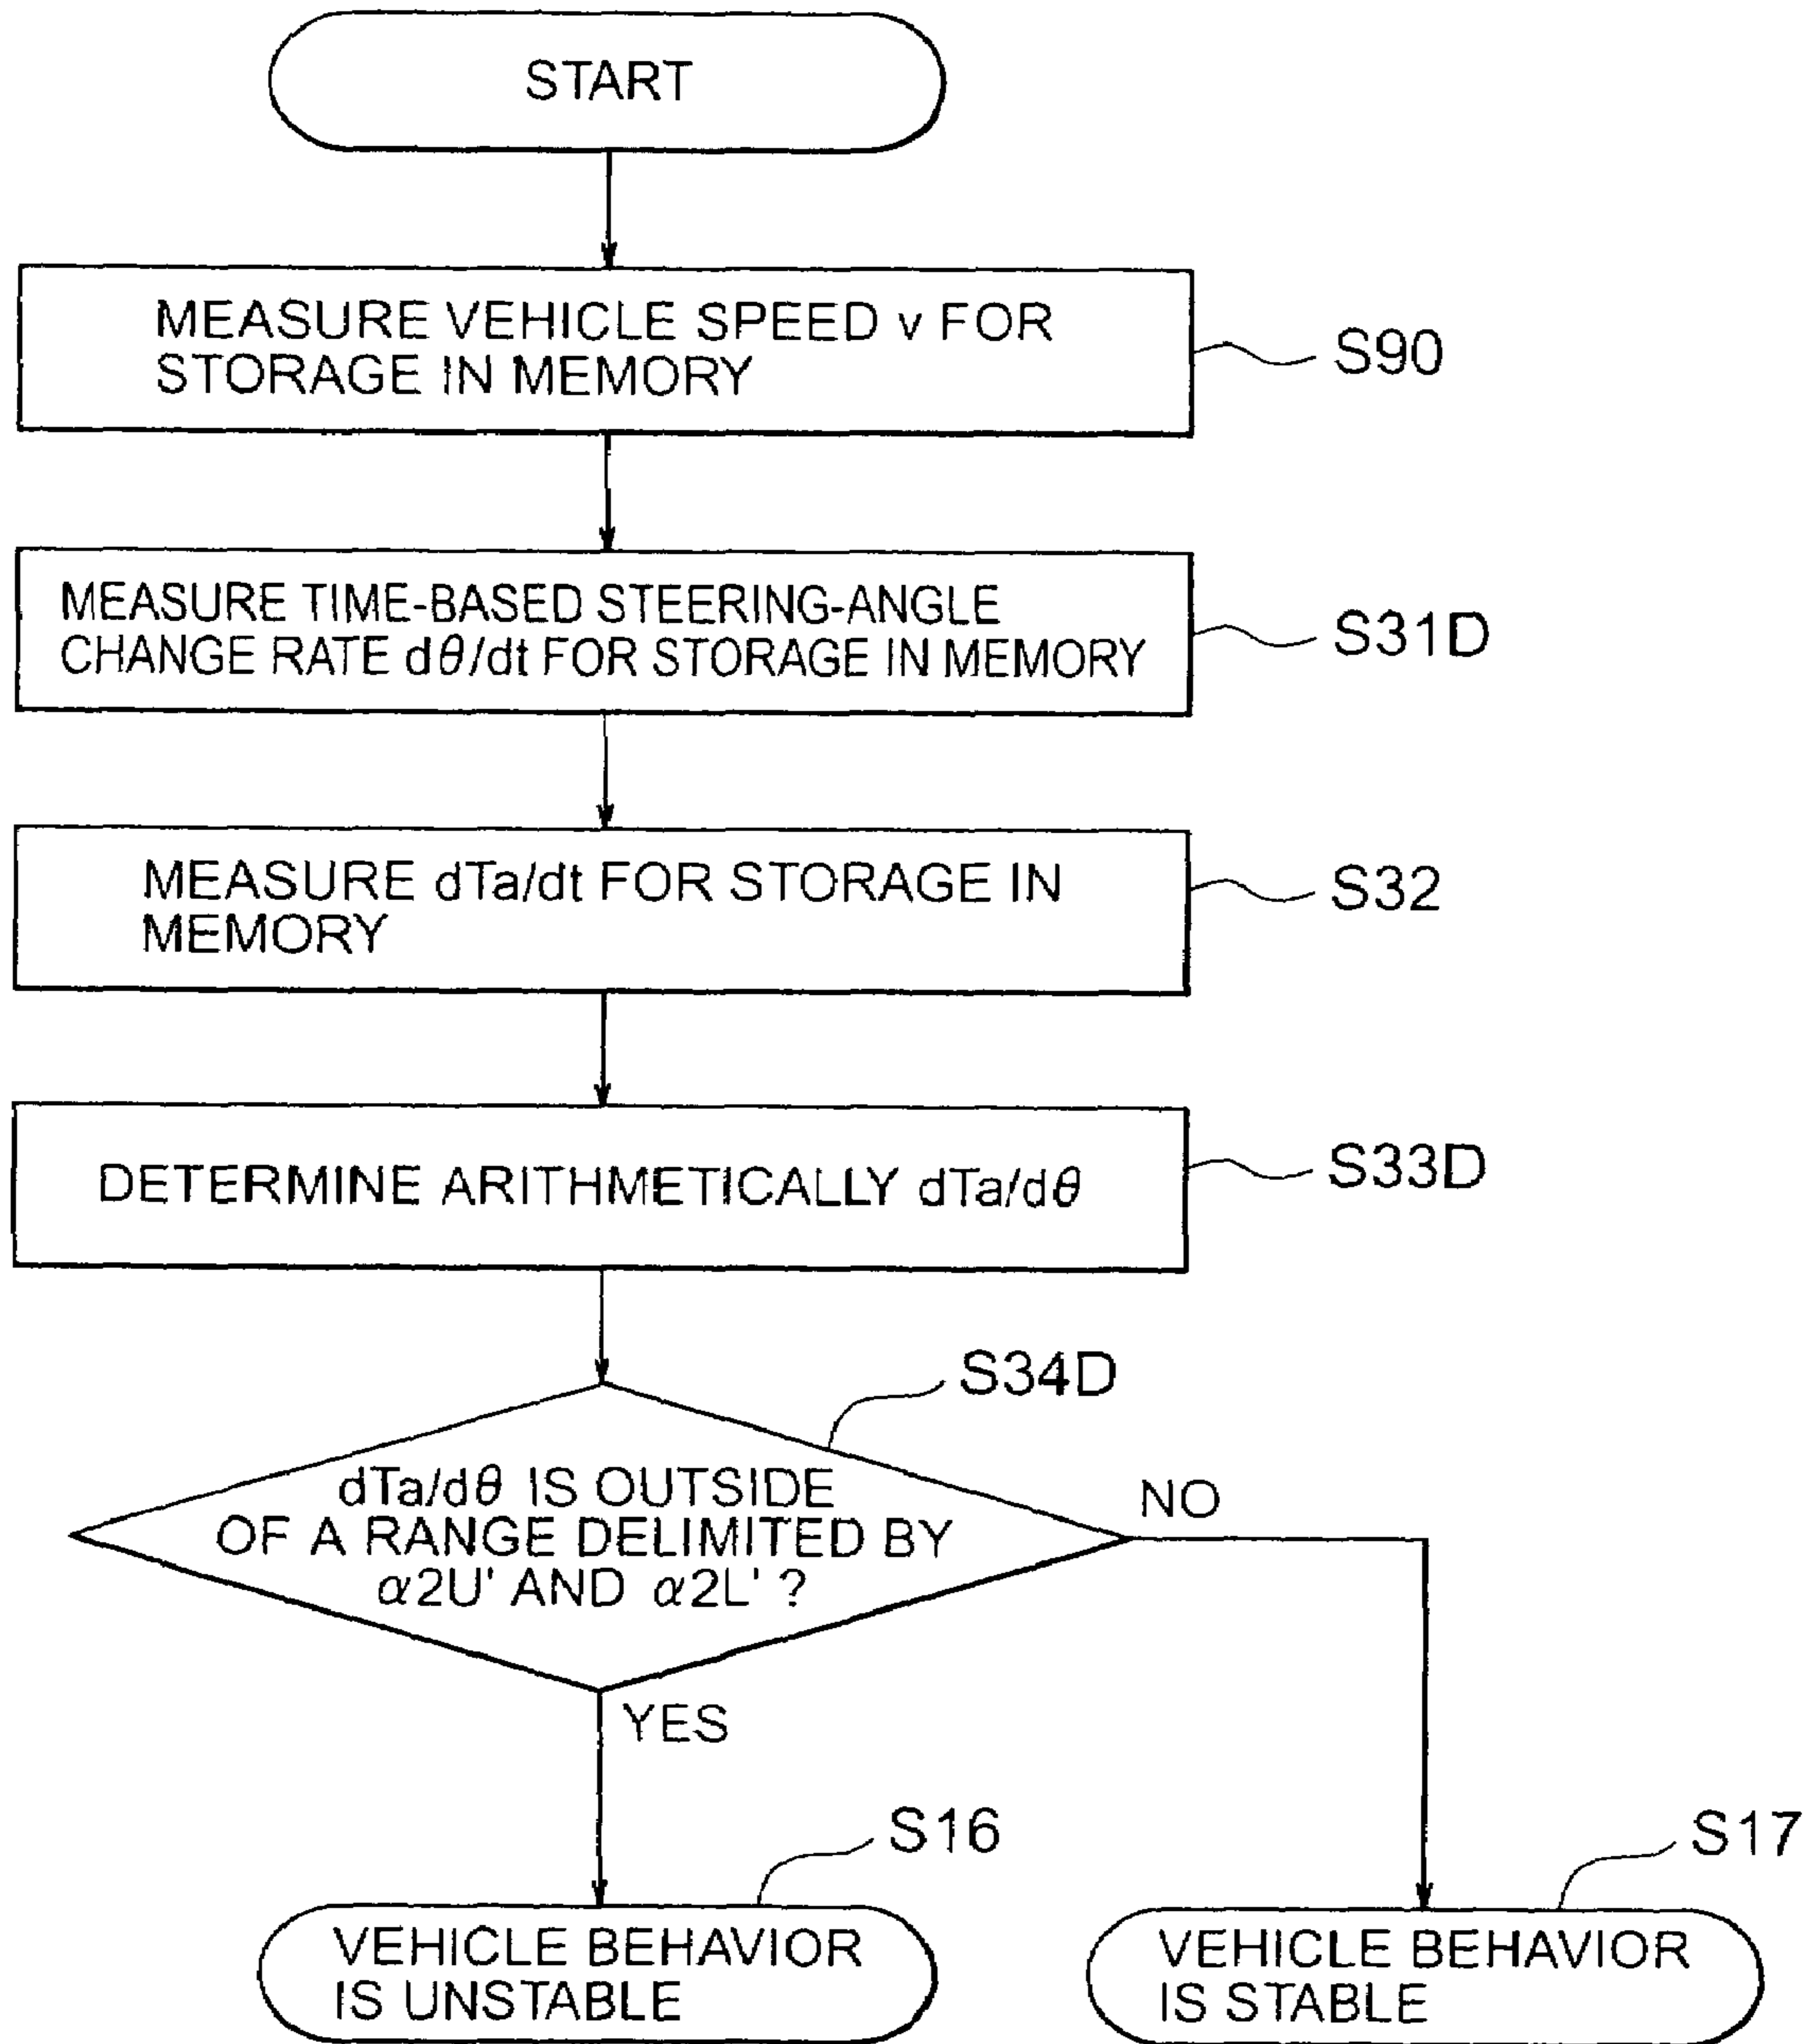 START
MEASURE VEHICLE SPEED v FOR
STORAGE IN MEMORY
S90
MEASURE TIME-BASED STEERING-ANGLE
CHANGE RATE dθ/dt FOR STORAGE IN MEMORY
S31D
MEASURE dTa/dt FOR STORAGE IN
MEMORY
S32
DETERMINE ARITHMETICALLY dTa/dθ
S33D
S34D
dTa/dθ IS OUTSIDE
OF A RANGE DELIMITED BY
α2U' AND α2L' ?
NO
YES
S16
VEHICLE BEHAVIOR
IS UNSTABLE
S17
VEHICLE BEHAVIOR
IS STABLE